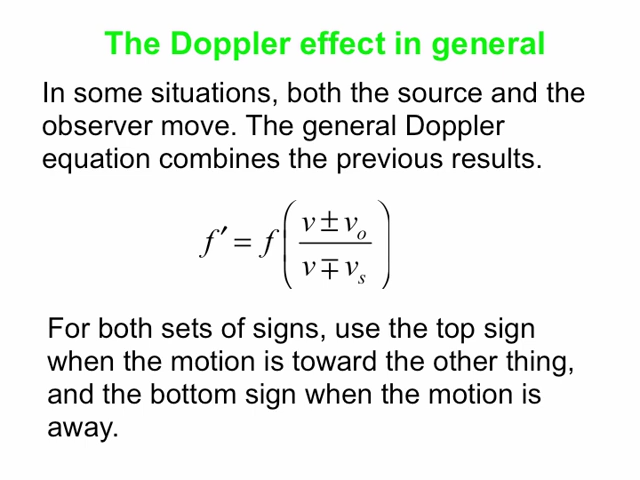 The Doppler effect in general
In some situations, both the source and the
observer move. The general Doppler
equation combines the previous results.
f′ = f ( (v ± vₒ) / (v ∓ vₛ) )
For both sets of signs, use the top sign
when the motion is toward the other thing,
and the bottom sign when the motion is
away.